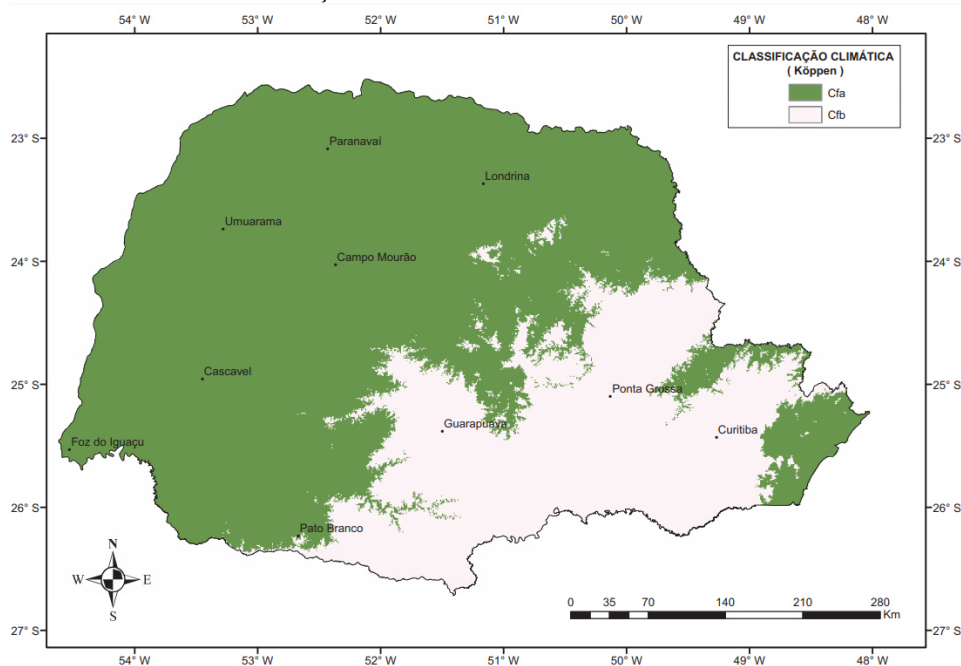 54° W 53° W 52° W 51° W 50° W 49° W 48° W
CLASSIFICAÇÃO CLIMÁTICA
( Köppen )
Cfa
Cfb
23° S 23° S
Paranavaí
Londrina
Umuarama
24° S 24° S
Campo Mourão
Cascavel
25° S 25° S
Ponta Grossa
Guarapuava
Curitiba
Foz do Iguaçu
26° S 26° S
Pato Branco
N
W E
S
0 35 70 140 210 280
Km
27° S 27° S
54° W 53° W 52° W 51° W 50° W 49° W 48° W